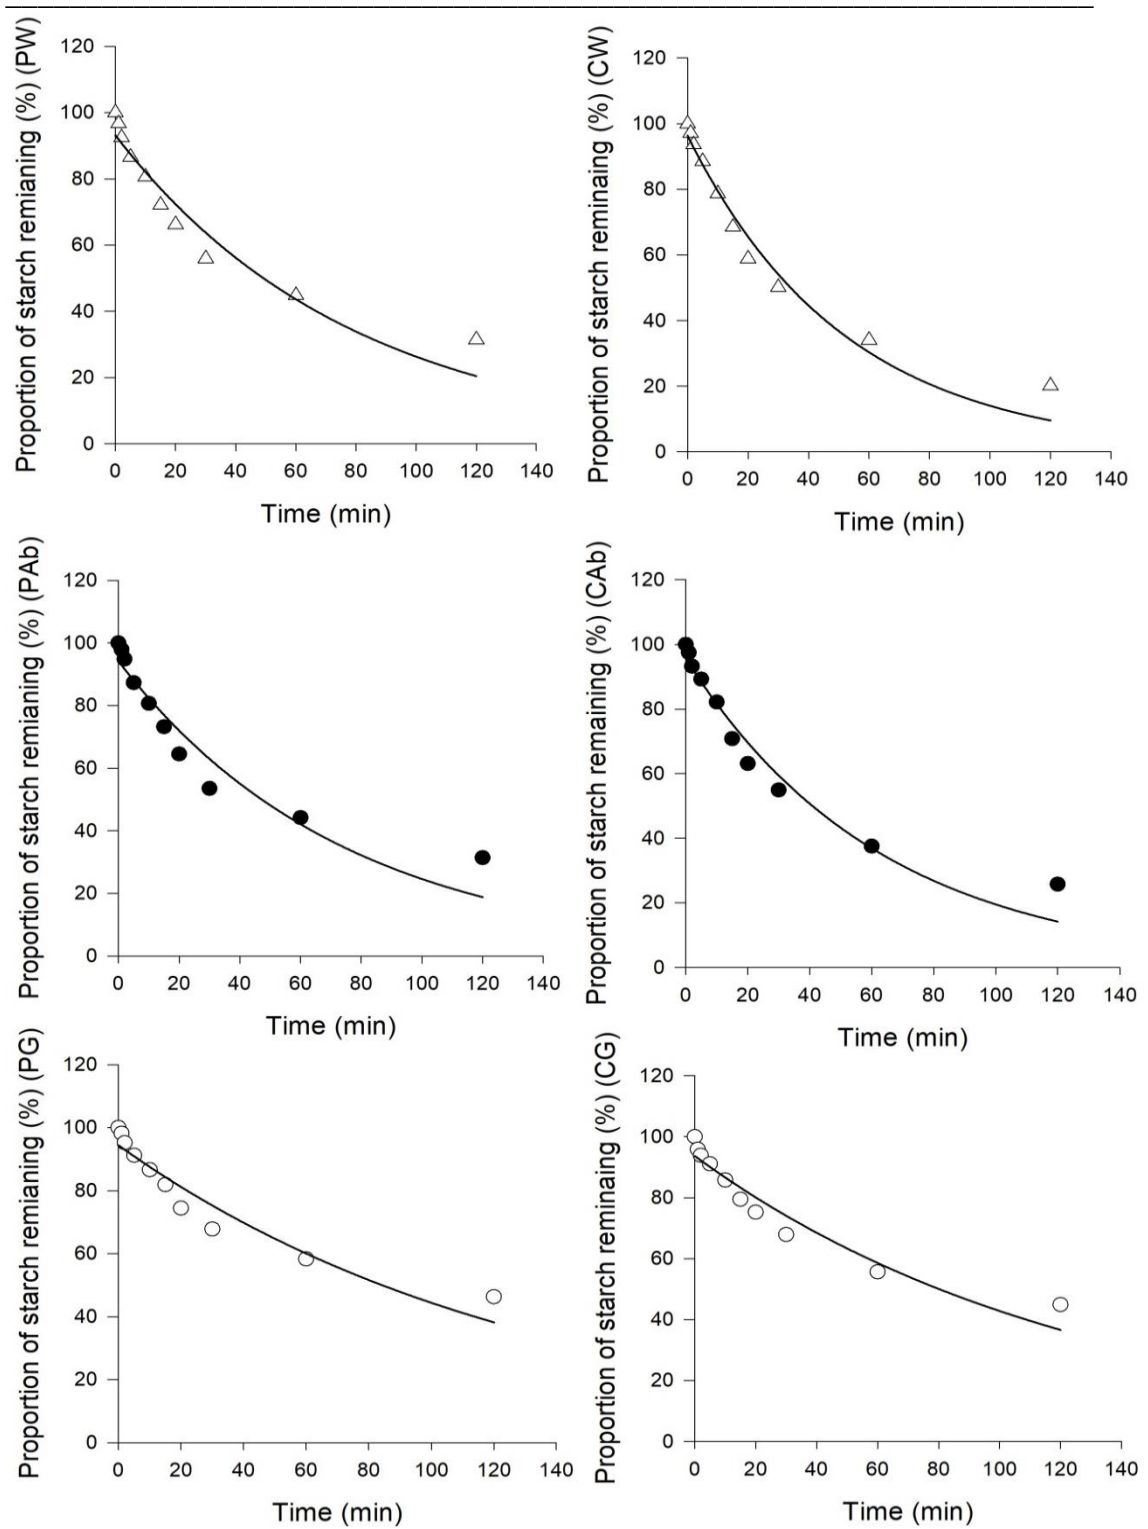 Proportion of starch remianing (%) (PW)
120
100
80
60
40
20
0
0 20 40 60 80 100 120 140
Time (min)
Proportion of starch reminaing (%) (CW)
120
100
80
60
40
20
0
0 20 40 60 80 100 120 140
Time (min)
Proportion of starch remianing (%) (PAb)
120
100
80
60
40
20
0
0 20 40 60 80 100 120 140
Time (min)
Proportion of starch remaining (%) (CAb)
120
100
80
60
40
20
0
0 20 40 60 80 100 120 140
Time (min)
Proportion of starch remianing (%) (PG)
120
100
80
60
40
20
0
0 20 40 60 80 100 120 140
Time (min)
Proportion of starch reminaing (%) (CG)
120
100
80
60
40
20
0
0 20 40 60 80 100 120 140
Time (min)